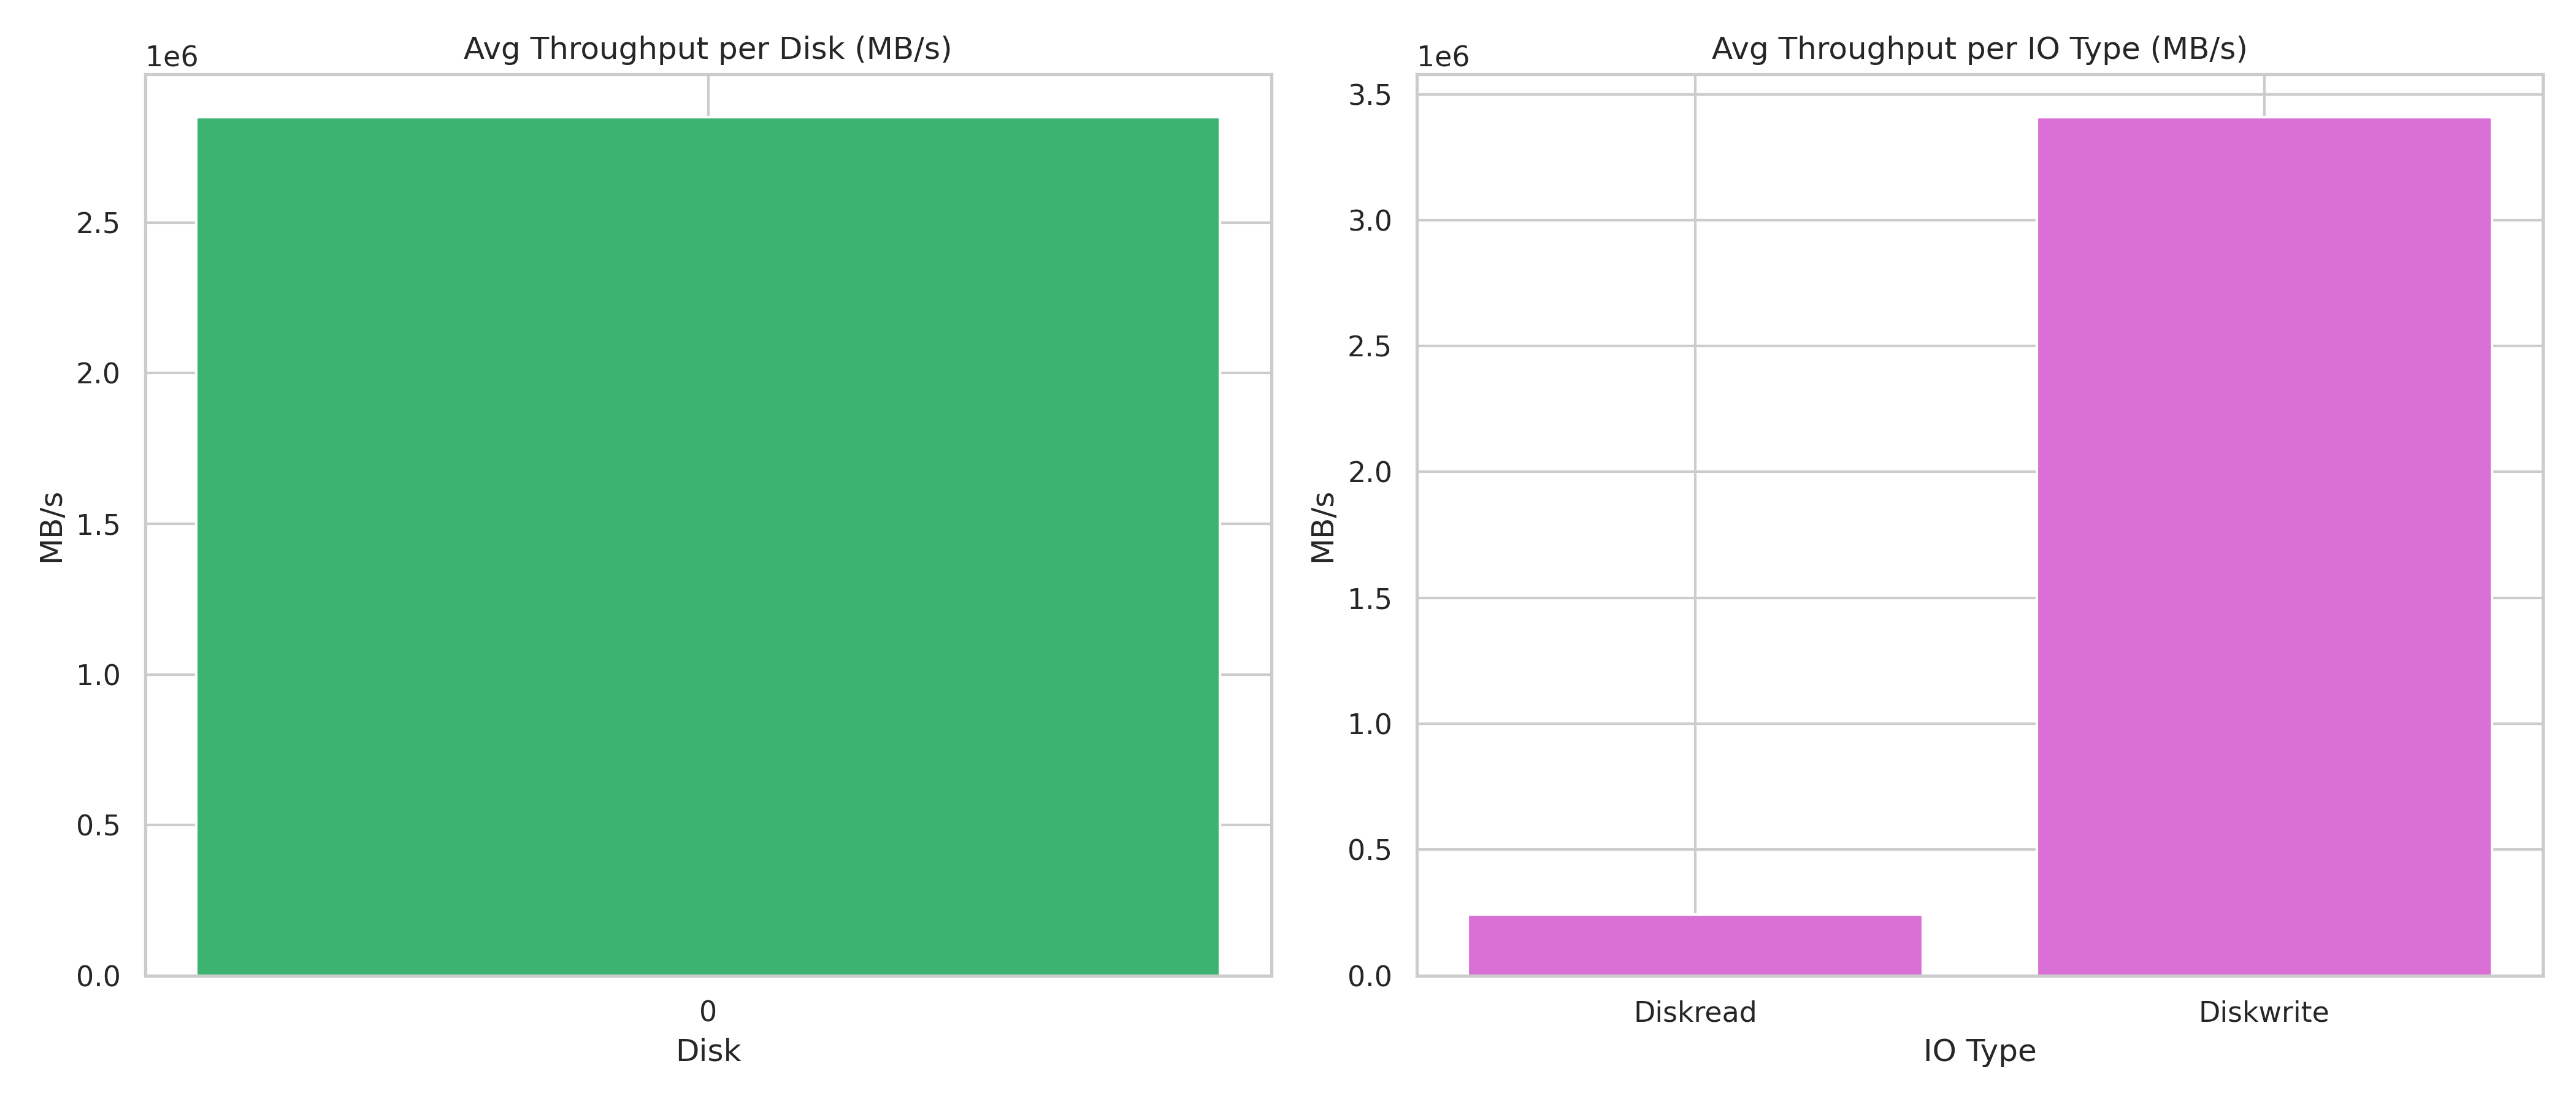 Avg Throughput per Disk (MB/s)
1e6
2.5
2.0
1.5
1.0
0.5
0.0
MB/s
0
Disk
Avg Throughput per IO Type (MB/s)
1e6
3.5
3.0
2.5
2.0
1.5
1.0
0.5
0.0
MB/s
Diskread
Diskwrite
IO Type